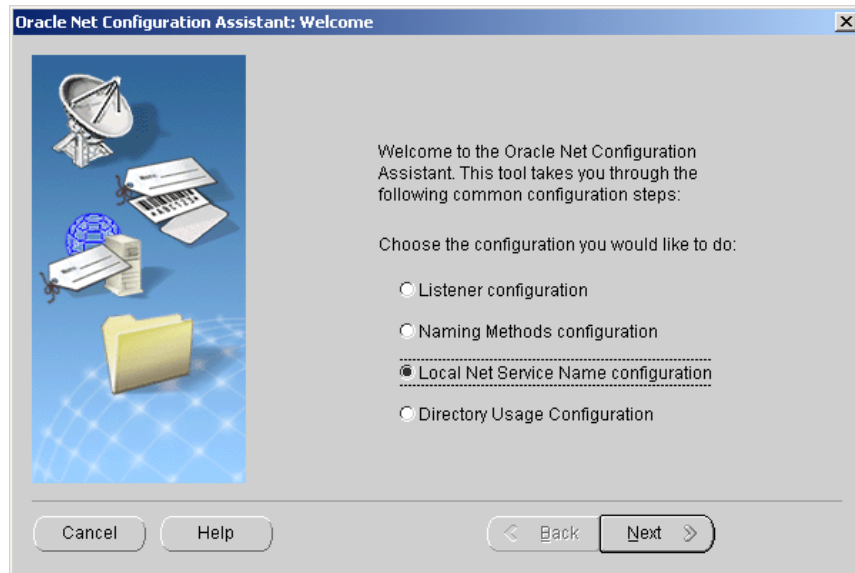 Oracle Net Configuration Assistant: Welcome
Welcome to the Oracle Net Configuration
Assistant. This tool takes you through the
following common configuration steps:
Choose the configuration you would like to do:
Listener configuration
Naming Methods configuration
Local Net Service Name configuration
Directory Usage Configuration
Cancel
Help
Back
Next